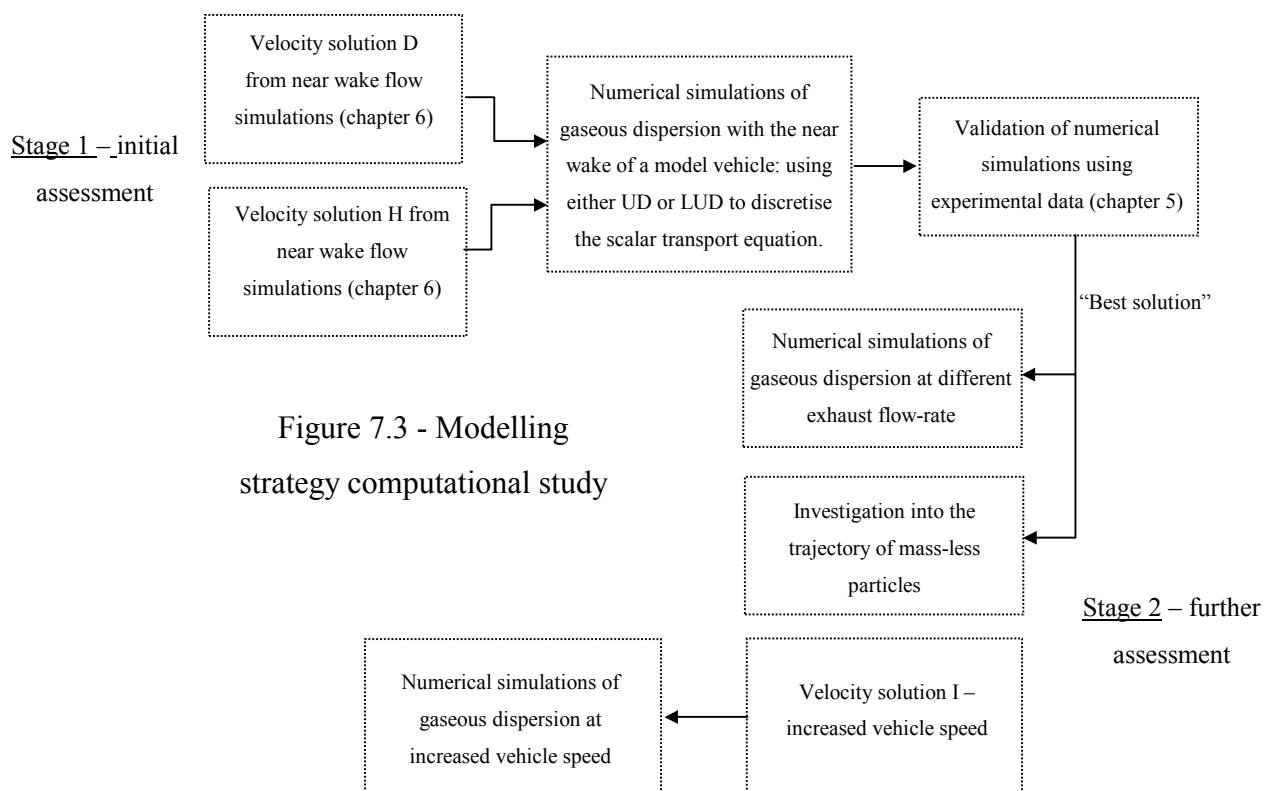 Velocity solution D
from near wake flow
simulations (chapter 6)
Stage 1 – initial
assessment
Velocity solution H from
near wake flow
simulations (chapter 6)
Numerical simulations of
gaseous dispersion with the near
wake of a model vehicle: using
either UD or LUD to discretise
the scalar transport equation.
Validation of numerical
simulations using
experimental data (chapter 5)
“Best solution”
Numerical simulations of
gaseous dispersion at different
exhaust flow-rate
Figure 7.3 - Modelling
strategy computational study
Investigation into the
trajectory of mass-less
particles
Stage 2 – further
assessment
Velocity solution I –
increased vehicle speed
Numerical simulations of
gaseous dispersion at
increased vehicle speed